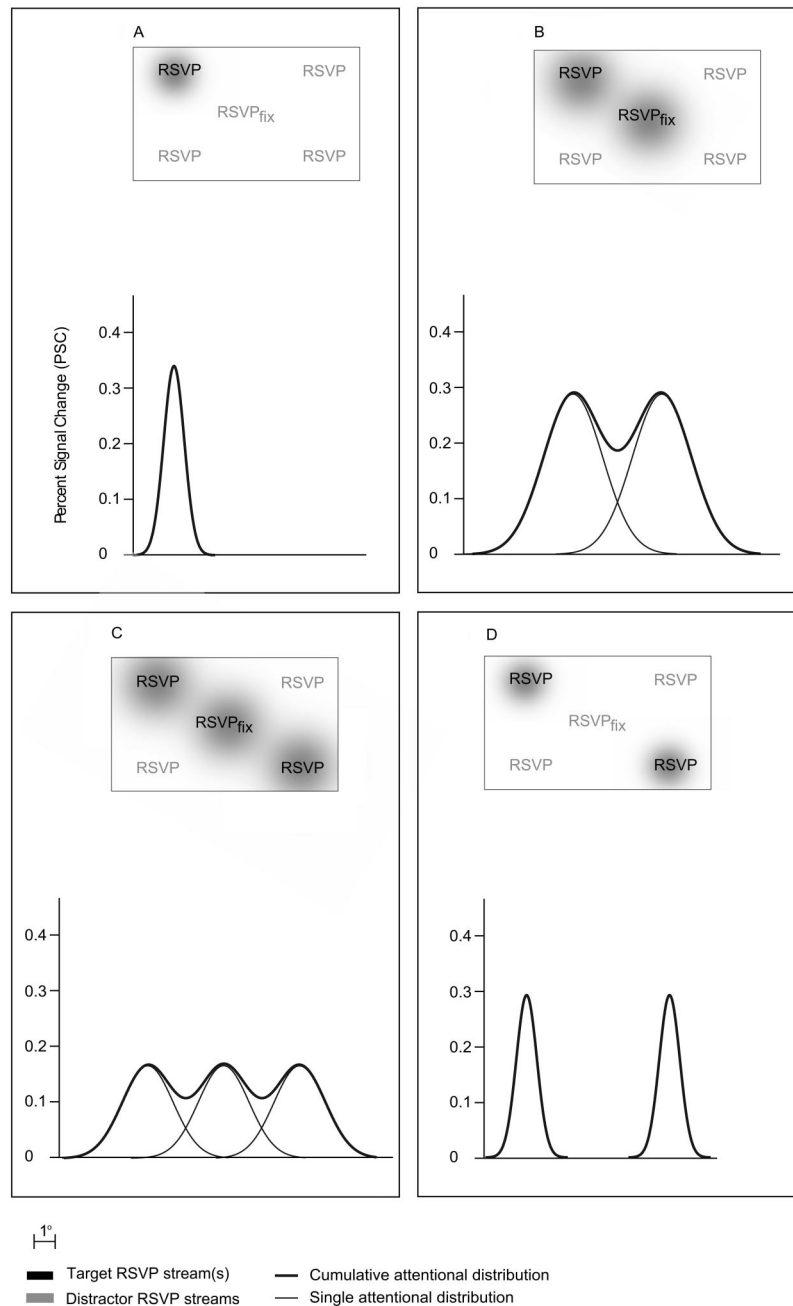 A
RSVP RSVP
RSVPfix
RSVP RSVP
Percent Signal Change (PSC)
0.4
0.3
0.2
0.1
0
B
RSVP RSVP
RSVPfix
RSVP RSVP
0.4
0.3
0.2
0.1
0
C
RSVP RSVP
RSVPfix
RSVP RSVP
0.4
0.3
0.2
0.1
0
D
RSVP RSVP
RSVPfix
RSVP RSVP
0.4
0.3
0.2
0.1
0
1°
Target RSVP stream(s) Cumulative attentional distribution
Distractor RSVP streams Single attentional distribution